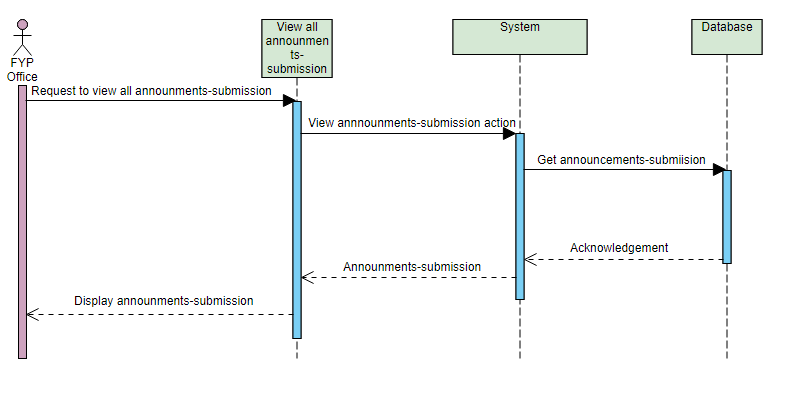 FYP
Office
View all
announmen
ts-
submission
System
Database
Request to view all announments-submission
View annnounments-submission action
Get announcements-submiision
Acknowledgement
Announments-submission
Display announments-submission